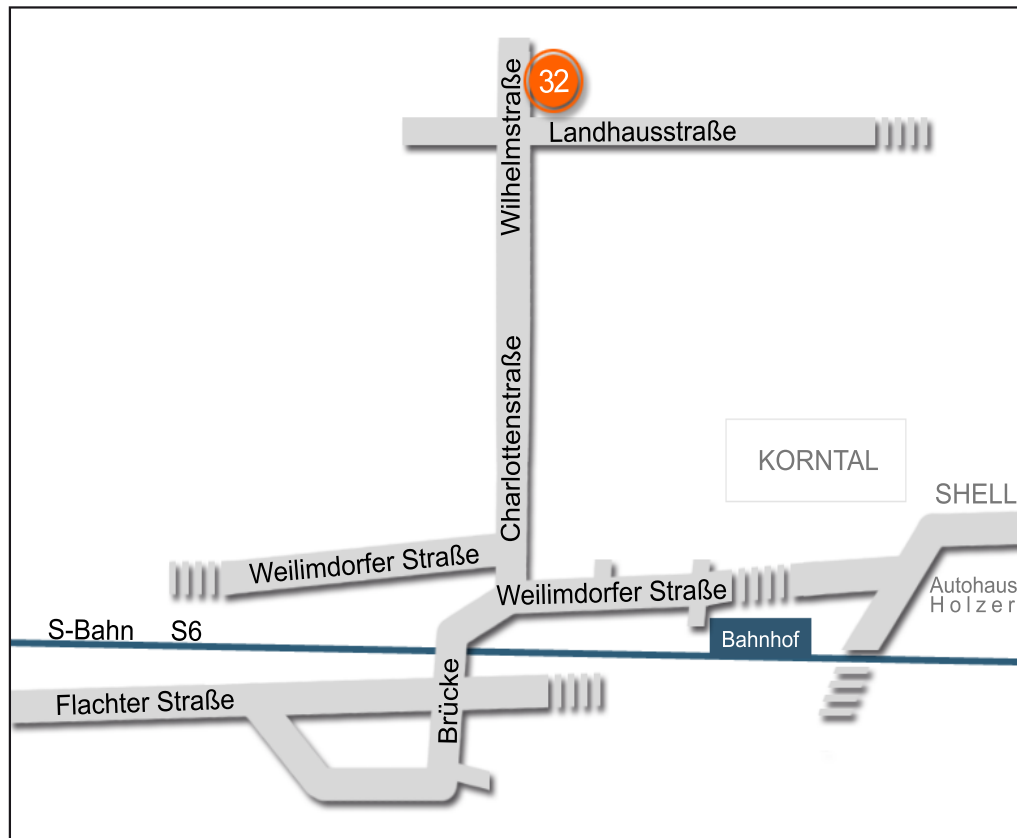 Wilhelmstraße
32
Landhausstraße
Charlottenstraße
KORNTAL
SHELL
Weilimdorfer Straße
Weilimdorfer Straße
Autohaus
Holzer
S-Bahn S6
Bahnhof
Flachter Straße
Brücke